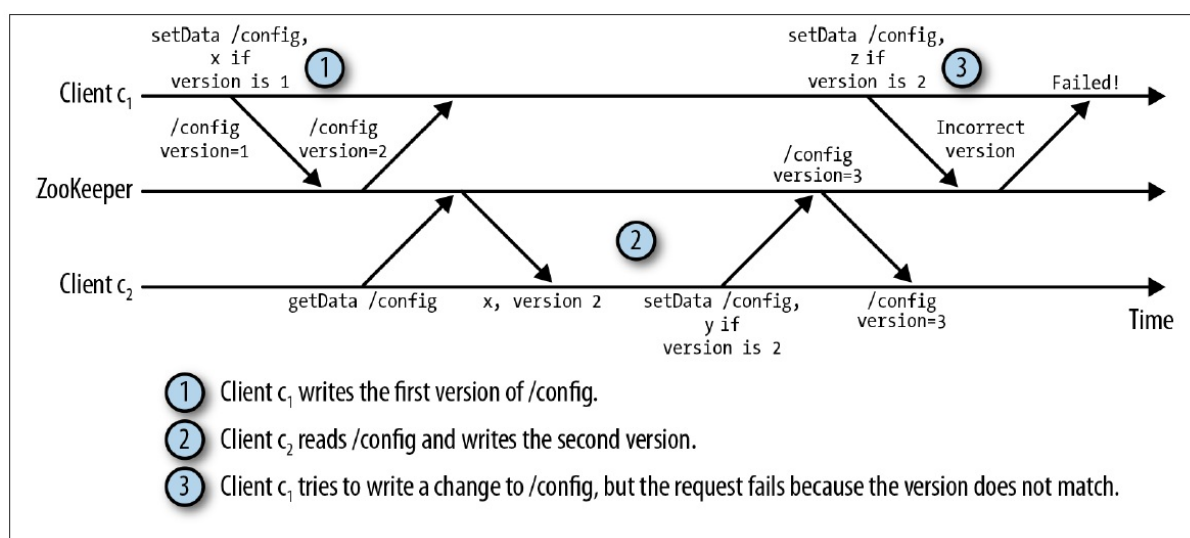 setData /config,
x if
version is 1
1
setData /config,
z if
version is 2
3
Failed!
Client c₁
/config
version=1
/config
version=2
Incorrect
version
/config
version=3
ZooKeeper
2
Client c₂
getData /config
x, version 2
setData /config,
y if
version is 2
/config
version=3
Time
1 Client c₁ writes the first version of /config.
2 Client c₂ reads /config and writes the second version.
3 Client c₁ tries to write a change to /config, but the request fails because the version does not match.